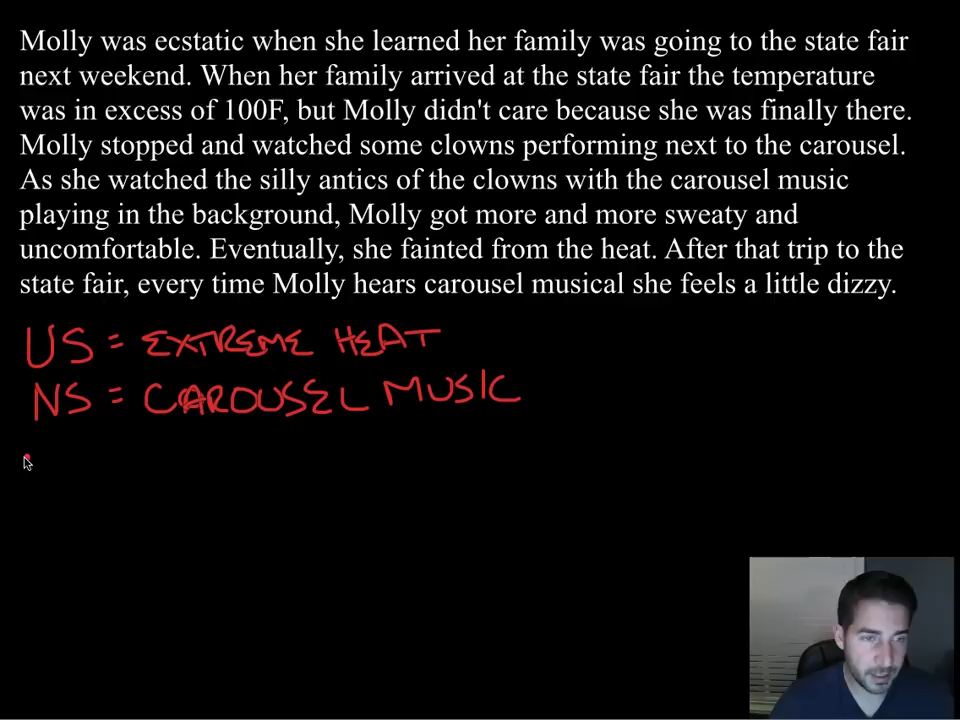 Molly was ecstatic when she learned her family was going to the state fair
next weekend. When her family arrived at the state fair the temperature
was in excess of 100F, but Molly didn't care because she was finally there.
Molly stopped and watched some clowns performing next to the carousel.
As she watched the silly antics of the clowns with the carousel music
playing in the background, Molly got more and more sweaty and
uncomfortable. Eventually, she fainted from the heat. After that trip to the
state fair, every time Molly hears carousel musical she feels a little dizzy.
US = EXTREME HEAT
NS = CAROUSEL MUSIC